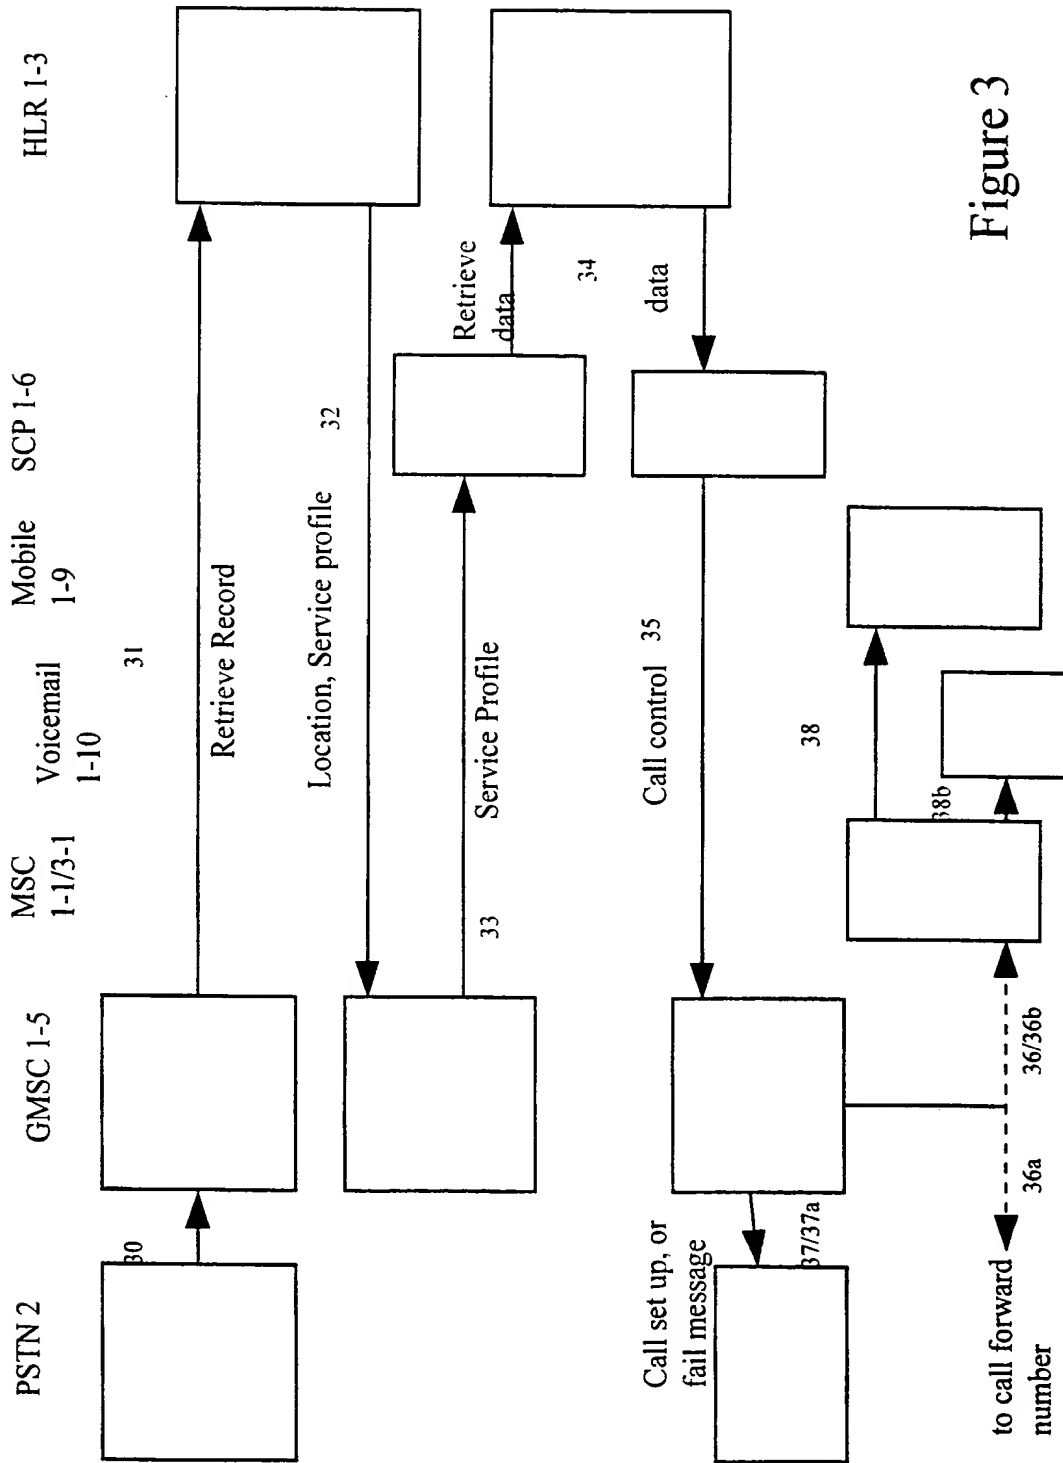 PSTN 2
GMSC 1-5
MSC
1-1/3-1
Voicemail
1-10
Mobile
1-9
SCP 1-6
HLR 1-3
30
31
Retrieve Record
32
Location, Service profile
33
Service Profile
Retrieve
data
34
data
Call control
35
Call set up, or
fail message
37/37a
38
38b
36a
36/36b
to call forward
number
Figure 3